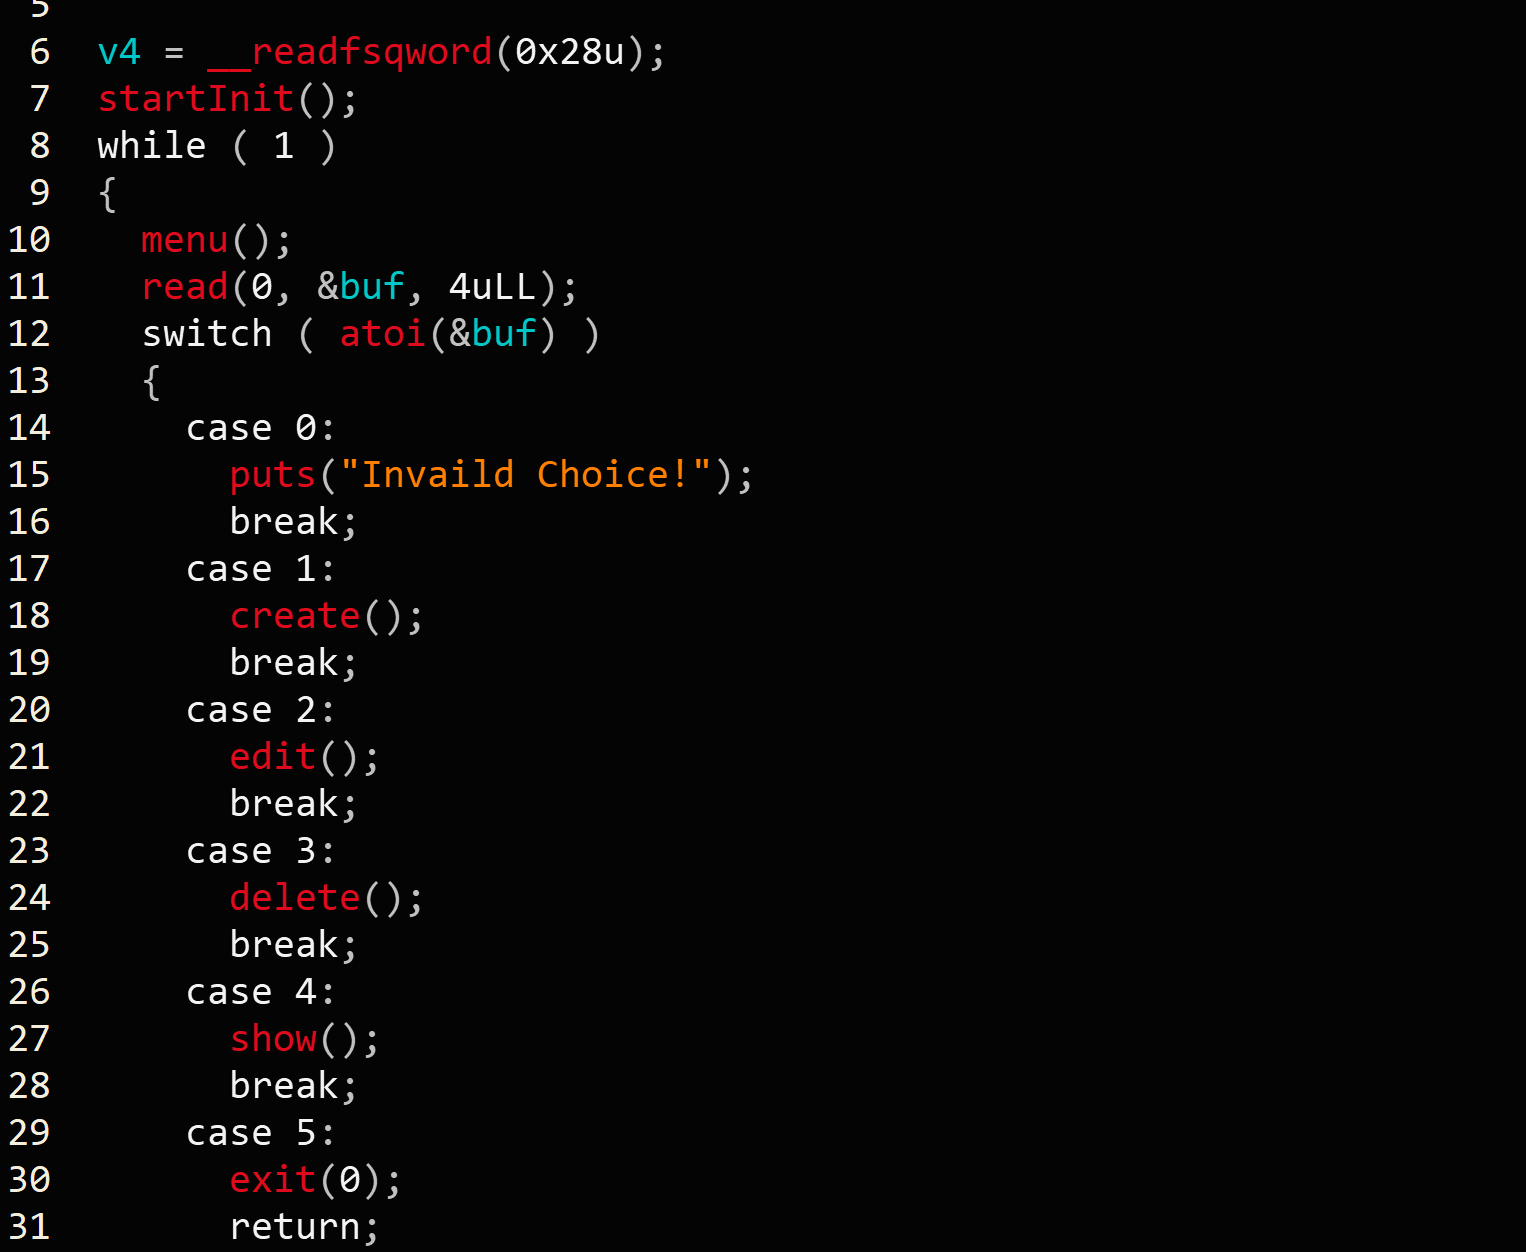 5
6  v4 = __readfsqword(0x28u);
7  startInit();
8  while ( 1 )
9  {
10    menu();
11    read(0, &buf, 4uLL);
12    switch ( atoi(&buf) )
13    {
14      case 0:
15        puts("Invaild Choice!");
16        break;
17      case 1:
18        create();
19        break;
20      case 2:
21        edit();
22        break;
23      case 3:
24        delete();
25        break;
26      case 4:
27        show();
28        break;
29      case 5:
30        exit(0);
31        return;